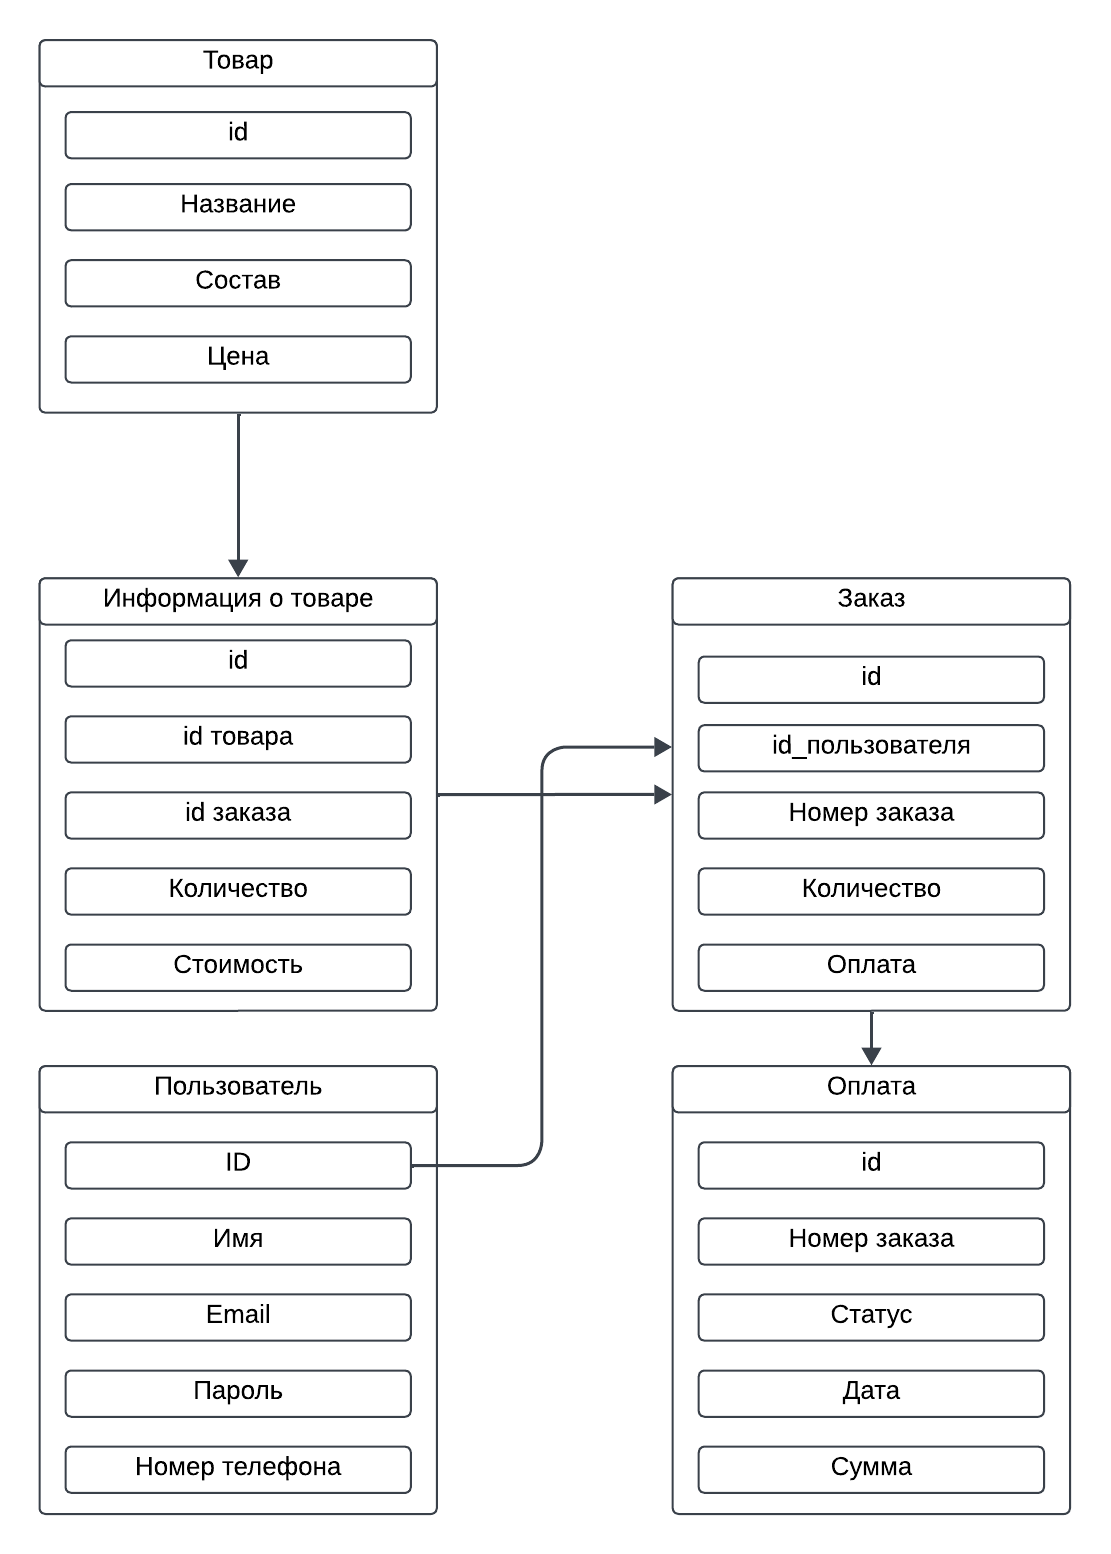 Товар
id
Название
Состав
Цена
Информация о товаре
id
id товара
id заказа
Количество
Стоимость
Заказ
id
id_пользователя
Номер заказа
Количество
Оплата
Пользователь
ID
Имя
Email
Пароль
Номер телефона
Оплата
id
Номер заказа
Статус
Дата
Сумма